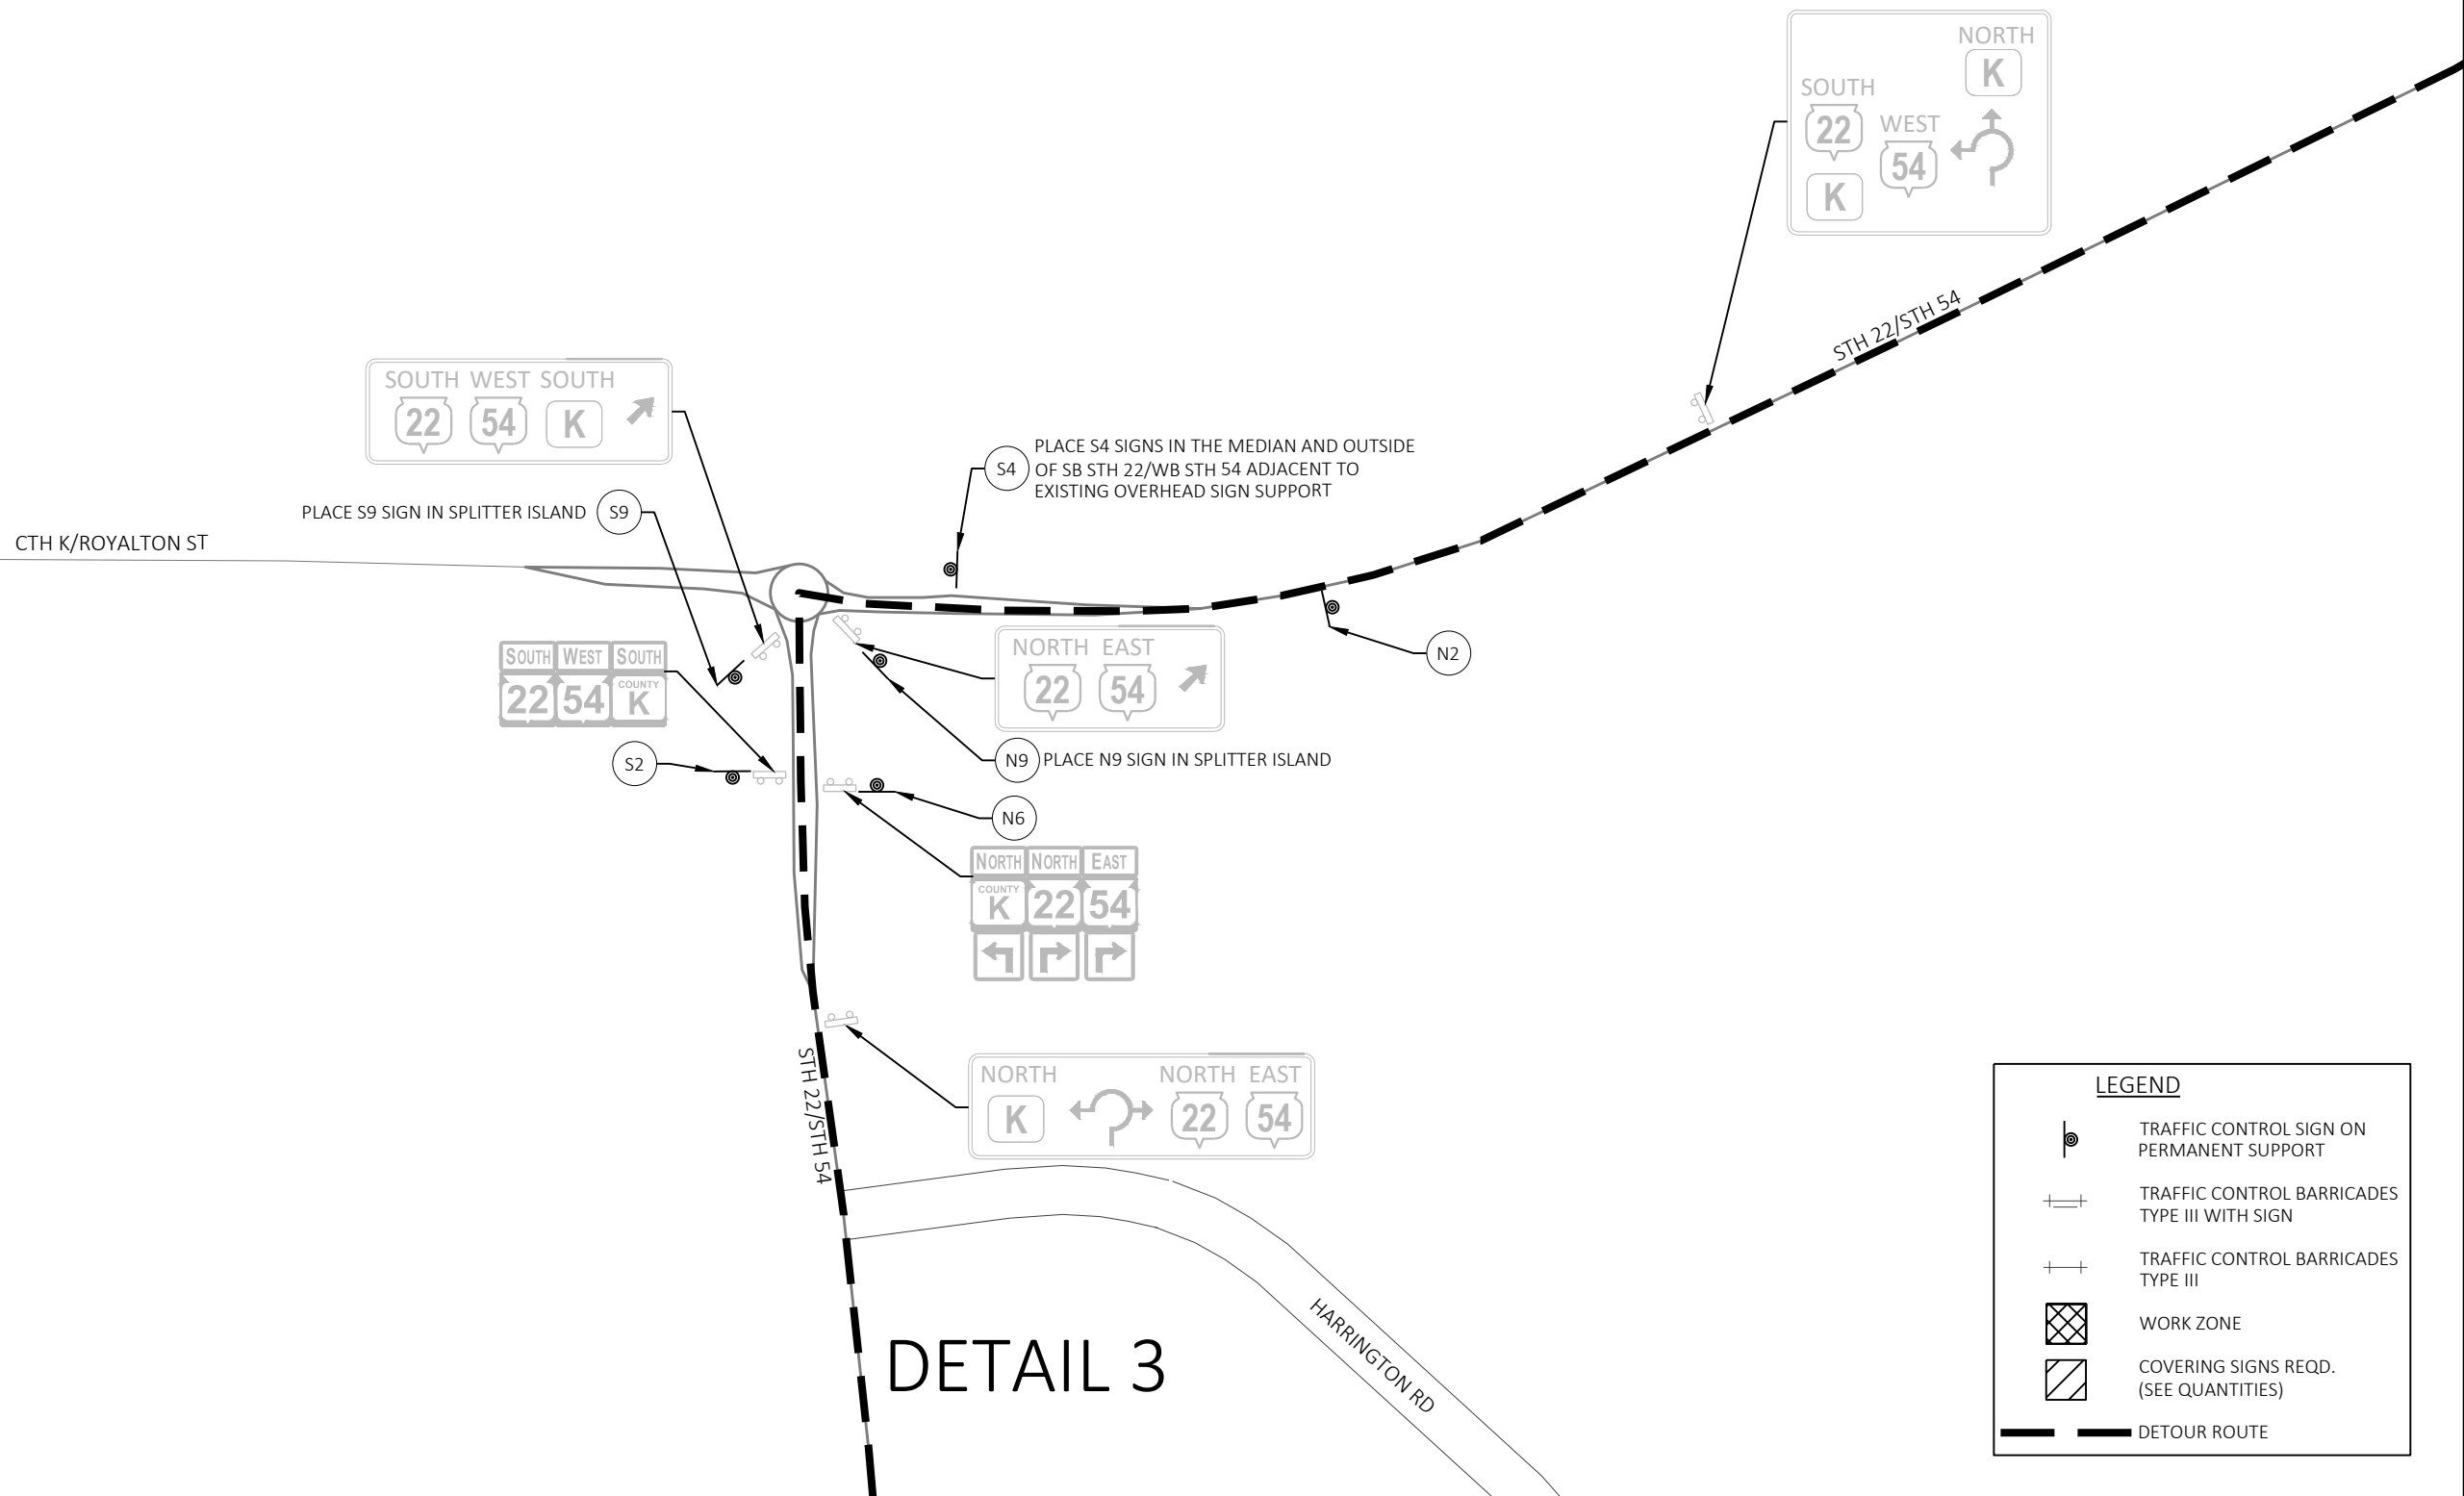 NORTH
K
SOUTH
22
WEST
54
K
STH 22/STH 54
SOUTH WEST SOUTH
22 54 K
S4
PLACE S4 SIGNS IN THE MEDIAN AND OUTSIDE
OF SB STH 22/WB STH 54 ADJACENT TO
EXISTING OVERHEAD SIGN SUPPORT
PLACE S9 SIGN IN SPLITTER ISLAND
S9
CTH K/ROYALTON ST
NORTH EAST
22 54
N2
SOUTH WEST SOUTH
22 54 COUNTY K
S2
N9
PLACE N9 SIGN IN SPLITTER ISLAND
N6
NORTH NORTH EAST
COUNTY K 22 54
STH 22/STH 54
NORTH NORTH EAST
K 22 54
HARRINGTON RD
DETAIL 3
LEGEND
TRAFFIC CONTROL SIGN ON
PERMANENT SUPPORT
TRAFFIC CONTROL BARRICADES
TYPE III WITH SIGN
TRAFFIC CONTROL BARRICADES
TYPE III
WORK ZONE
COVERING SIGNS REQD.
(SEE QUANTITIES)
DETOUR ROUTE